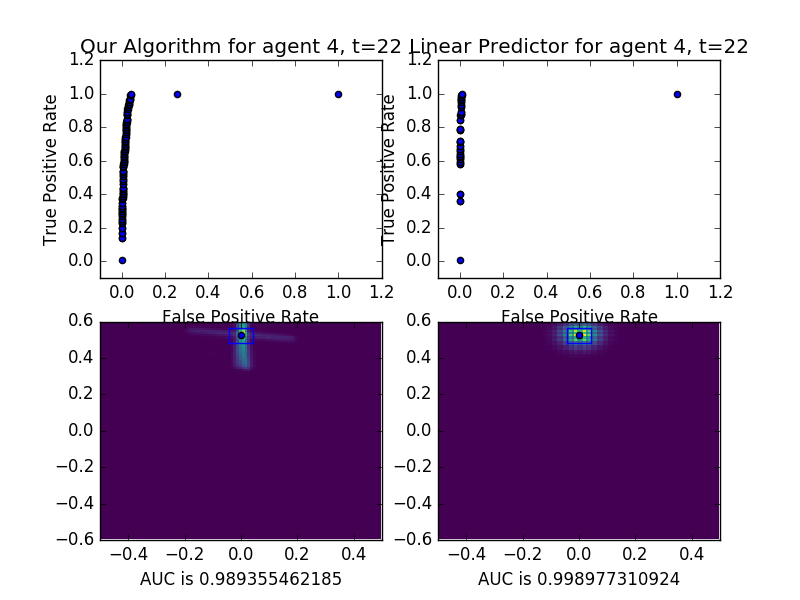 Our Algorithm for agent 4, t=22
Linear Predictor for agent 4, t=22
1.2
1.0
0.8
0.6
0.4
0.2
0.0
True Positive Rate
0.0 0.2 0.4 0.6 0.8 1.0 1.2
False Positive Rate
1.2
1.0
0.8
0.6
0.4
0.2
0.0
True Positive Rate
0.0 0.2 0.4 0.6 0.8 1.0 1.2
False Positive Rate
0.6
0.4
0.2
0.0
−0.2
−0.4
−0.6
−0.4 −0.2 0.0 0.2 0.4
AUC is 0.989355462185
0.6
0.4
0.2
0.0
−0.2
−0.4
−0.6
−0.4 −0.2 0.0 0.2 0.4
AUC is 0.998977310924